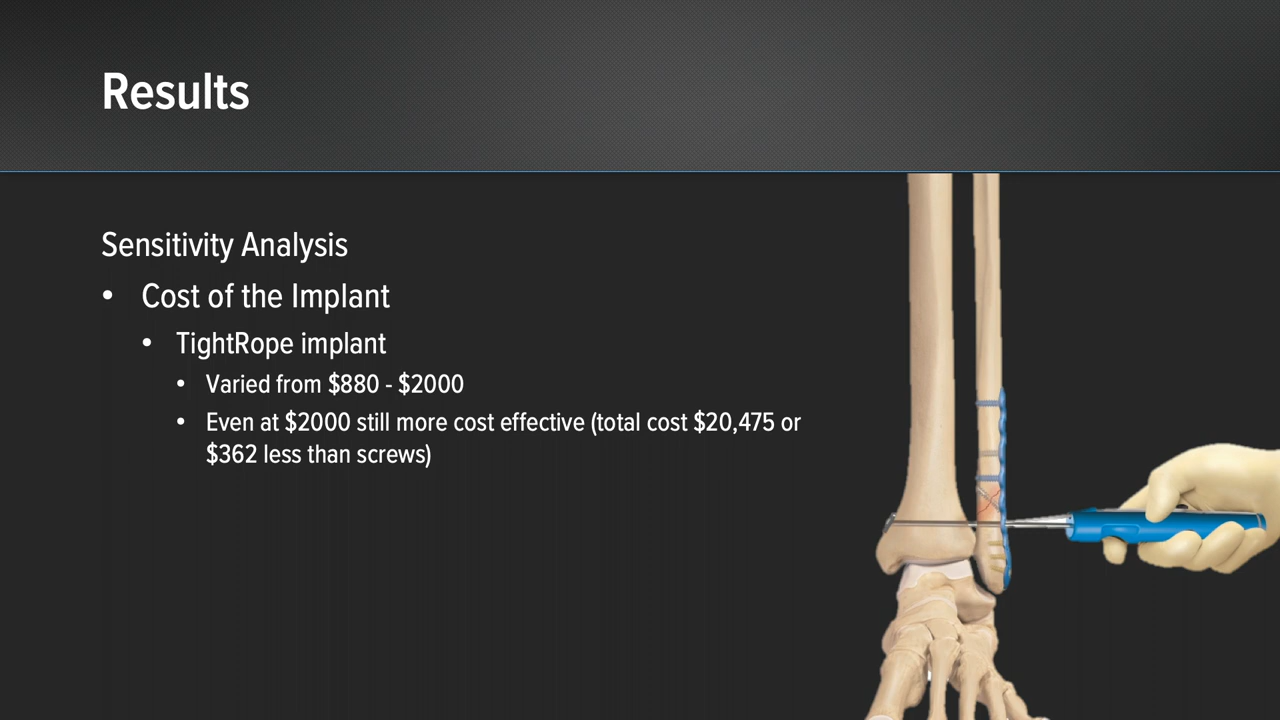 Results
Sensitivity Analysis
• Cost of the Implant
• TightRope implant
• Varied from $880 - $2000
• Even at $2000 still more cost effective (total cost $20,475 or
$362 less than screws)